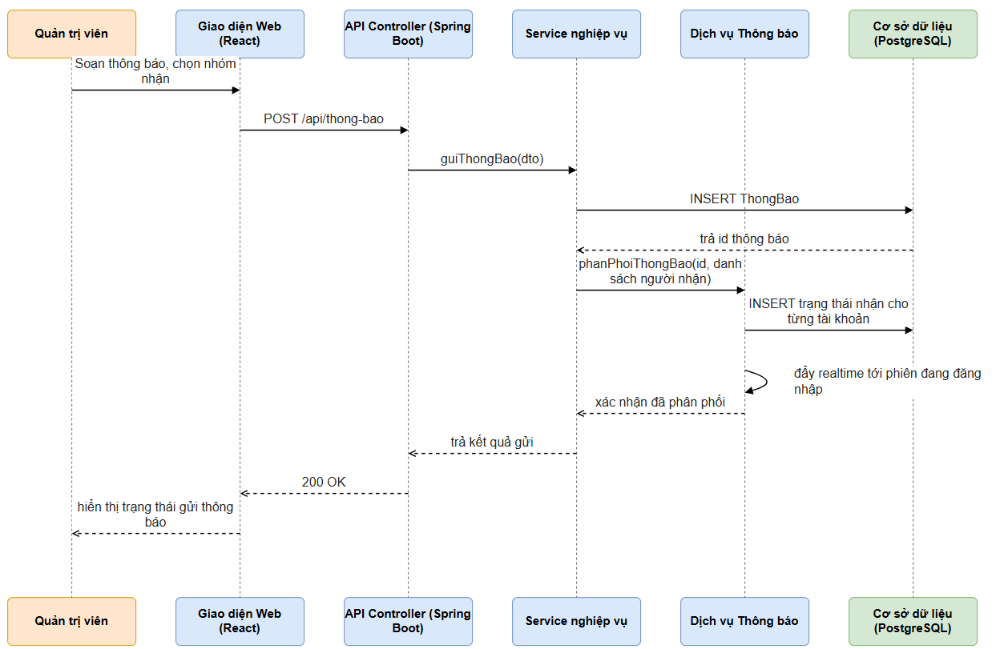 Quản trị viên
Giao diện Web
(React)
API Controller (Spring
Boot)
Service nghiệp vụ
Dịch vụ Thông báo
Cơ sở dữ liệu
(PostgreSQL)
Soạn thông báo, chọn nhóm
nhận
POST /api/thong-bao
guiThongBao(dto)
INSERT ThongBao
trả id thông báo
phanPhoiThongBao(id, danh
sách người nhận)
INSERT trạng thái nhận cho
từng tài khoản
đẩy realtime tới phiên đang đăng
nhập
xác nhận đã phân phối
trả kết quả gửi
200 OK
hiển thị trạng thái gửi thông
báo
Quản trị viên
Giao diện Web
(React)
API Controller (Spring
Boot)
Service nghiệp vụ
Dịch vụ Thông báo
Cơ sở dữ liệu
(PostgreSQL)